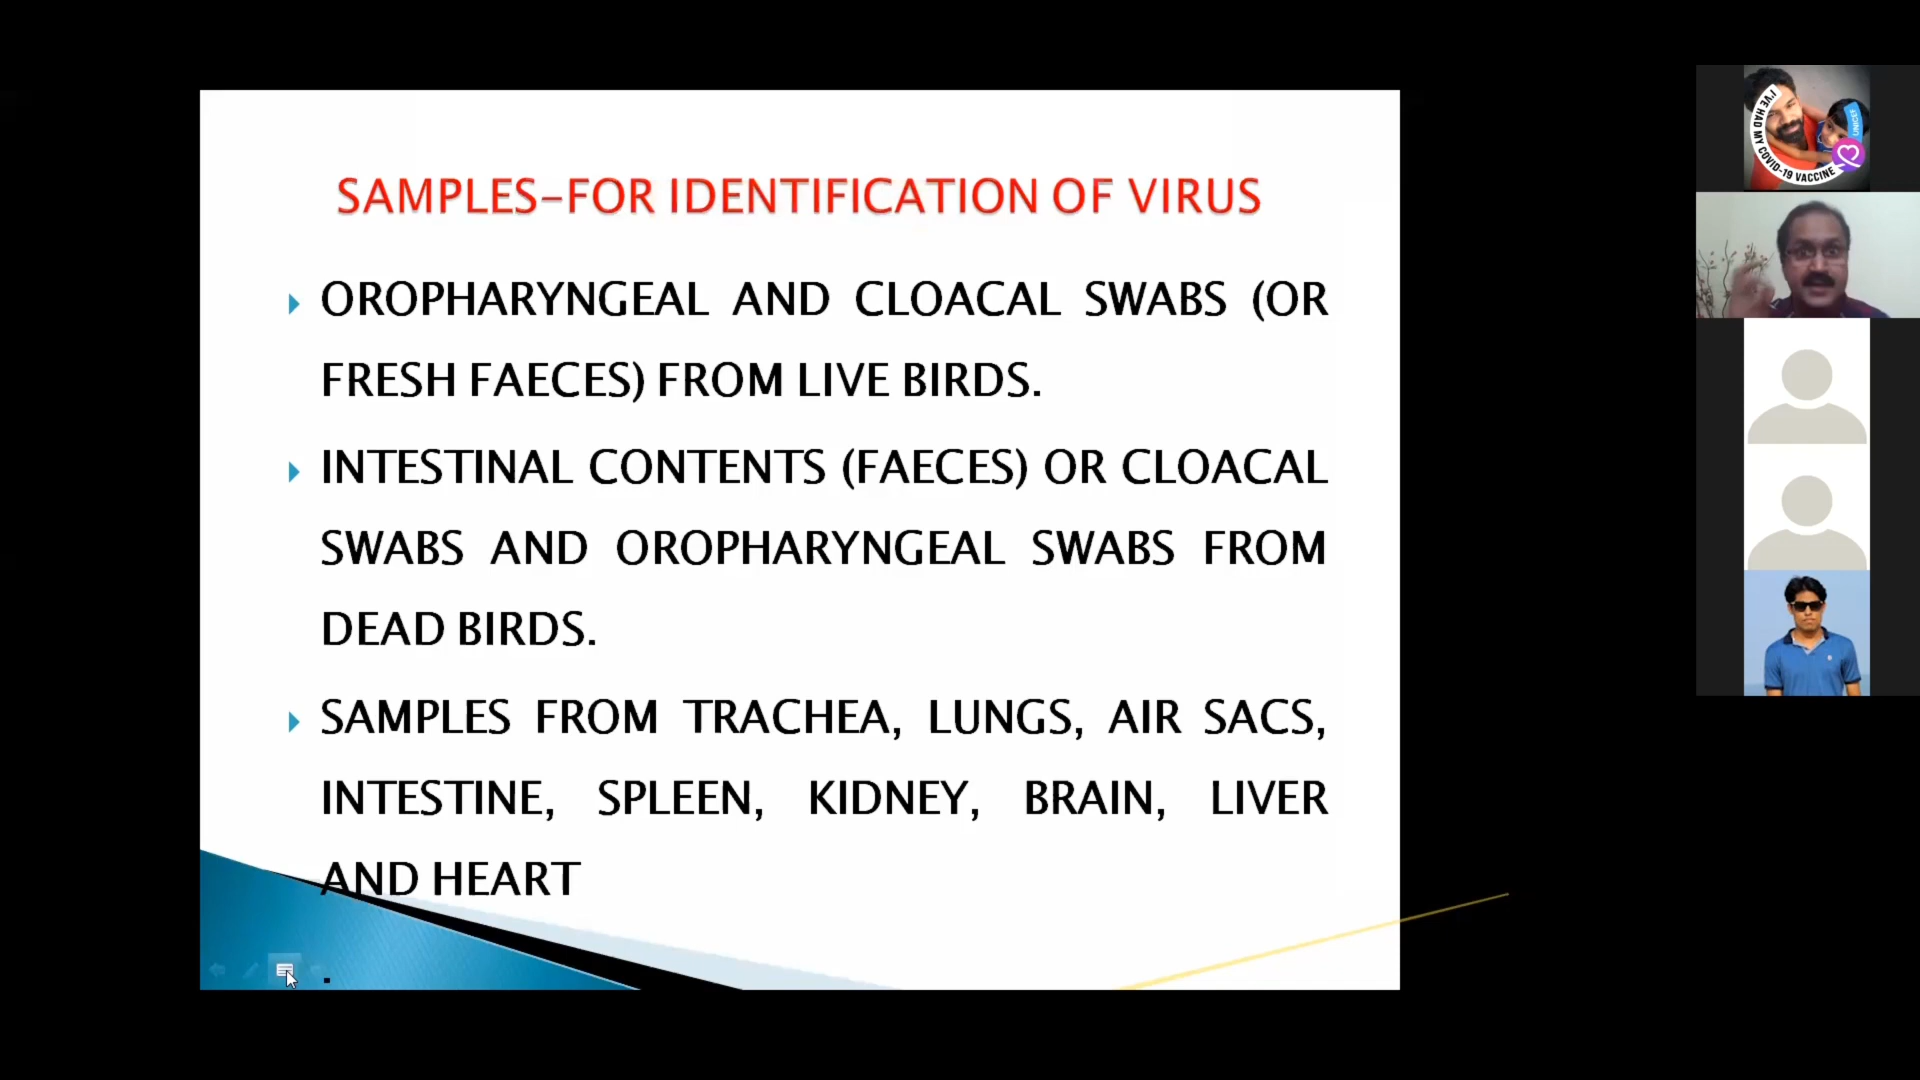 SAMPLES-FOR IDENTIFICATION OF VIRUS
OROPHARYNGEAL AND CLOACAL SWABS (OR
FRESH FAECES) FROM LIVE BIRDS.
INTESTINAL CONTENTS (FAECES) OR CLOACAL
SWABS AND OROPHARYNGEAL SWABS FROM
DEAD BIRDS.
SAMPLES FROM TRACHEA, LUNGS, AIR SACS,
INTESTINE, SPLEEN, KIDNEY, BRAIN, LIVER
AND HEART
.
I'VE HAD MY COVID-19 VACCINE
UNICEF